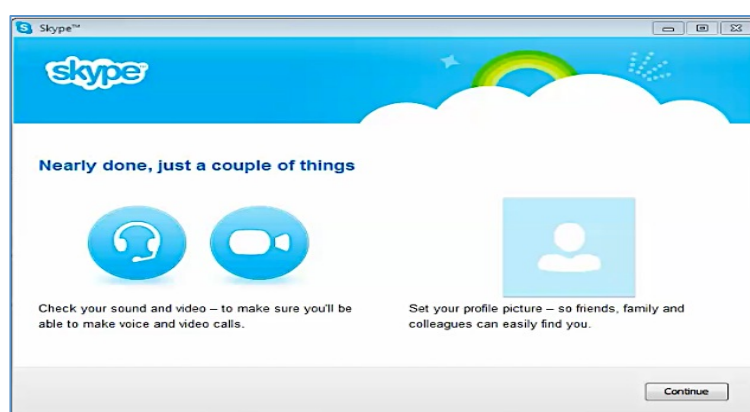 Skype™
skype™
Nearly done, just a couple of things
Check your sound and video – to make sure you'll be
able to make voice and video calls.
Set your profile picture – so friends, family and
colleagues can easily find you.
Continue